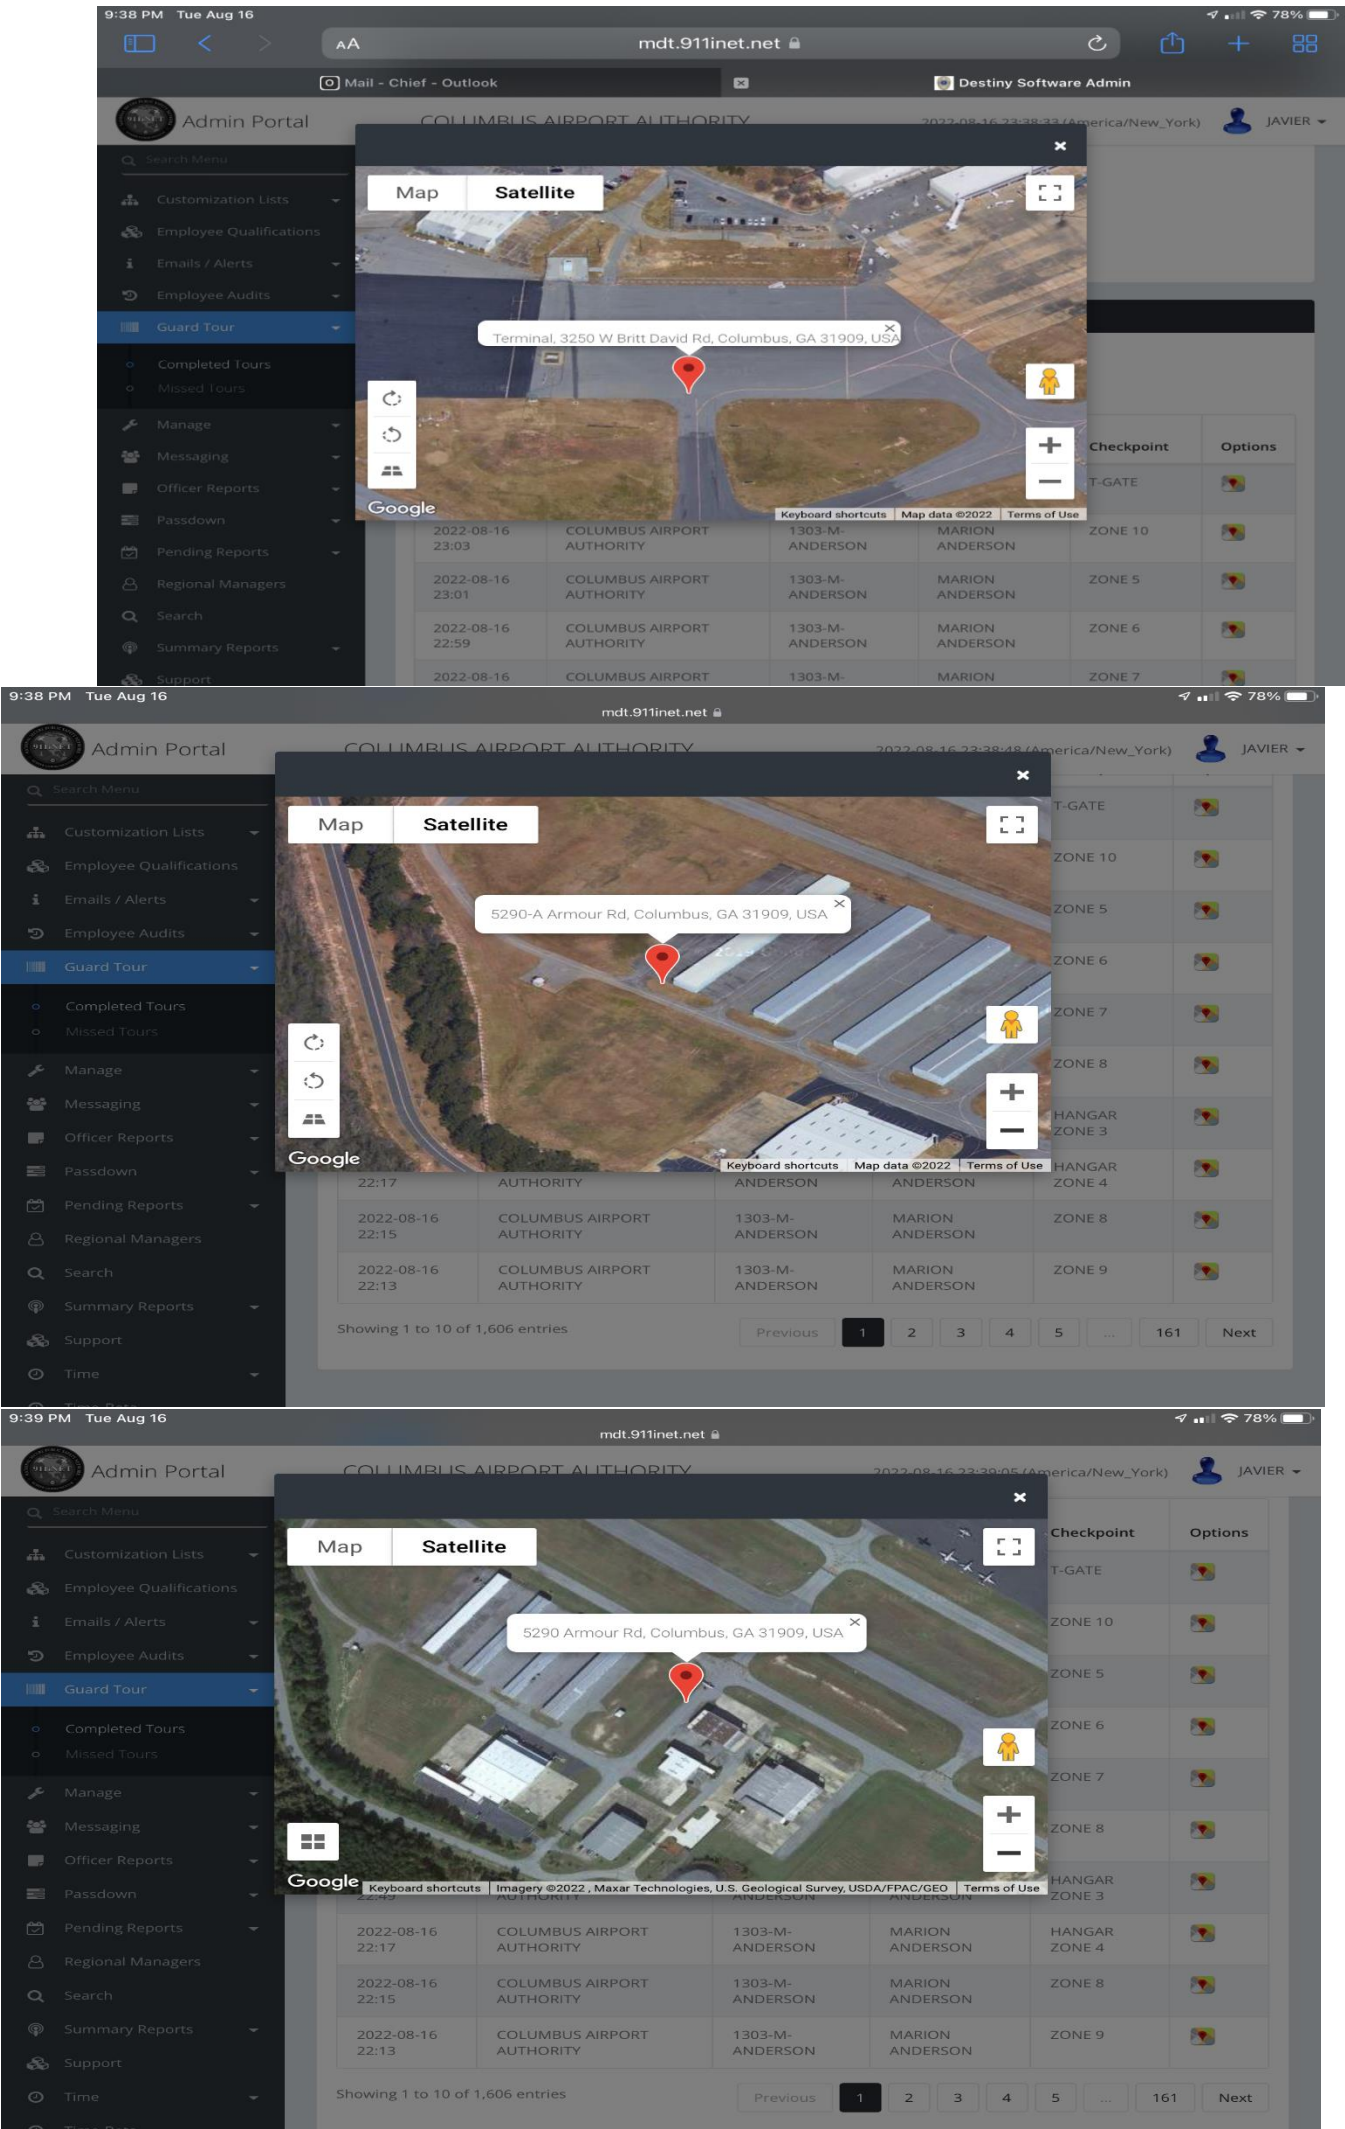 9:38 PM Tue Aug 16
78%
AA
mdt.911inet.net
Mail - Chief - Outlook
Destiny Software Admin
Admin Portal
COLUMBUS AIRPORT AUTHORITY
2022-08-16 23:38:33 (America/New_York)
JAVIER
Search Menu
Customization Lists
Employee Qualifications
Emails / Alerts
Employee Audits
Guard Tour
Completed Tours
Missed Tours
Manage
Messaging
Officer Reports
Passdown
Pending Reports
Regional Managers
Search
Summary Reports
Support
Map
Satellite
Terminal, 3250 W Britt David Rd, Columbus, GA 31909, USA
Google
Keyboard shortcuts
Map data ©2022
Terms of Use
Checkpoint
Options
T-GATE
2022-08-16 23:03 COLUMBUS AIRPORT AUTHORITY 1303-M-ANDERSON MARION ANDERSON ZONE 10
2022-08-16 23:01 COLUMBUS AIRPORT AUTHORITY 1303-M-ANDERSON MARION ANDERSON ZONE 5
2022-08-16 22:59 COLUMBUS AIRPORT AUTHORITY 1303-M-ANDERSON MARION ANDERSON ZONE 6
2022-08-16 COLUMBUS AIRPORT 1303-M- MARION ZONE 7
9:38 PM Tue Aug 16
78%
mdt.911inet.net
Admin Portal
COLUMBUS AIRPORT AUTHORITY
2022-08-16 23:38:48 (America/New_York)
JAVIER
Search Menu
Customization Lists
Employee Qualifications
Emails / Alerts
Employee Audits
Guard Tour
Completed Tours
Missed Tours
Manage
Messaging
Officer Reports
Passdown
Pending Reports
Regional Managers
Search
Summary Reports
Support
Time
Map
Satellite
5290-A Armour Rd, Columbus, GA 31909, USA
Google
Keyboard shortcuts
Map data ©2022
Terms of Use
T-GATE
ZONE 10
ZONE 5
ZONE 6
ZONE 7
ZONE 8
HANGAR ZONE 3
22:17 AUTHORITY ANDERSON ANDERSON HANGAR ZONE 4
2022-08-16 22:15 COLUMBUS AIRPORT AUTHORITY 1303-M-ANDERSON MARION ANDERSON ZONE 8
2022-08-16 22:13 COLUMBUS AIRPORT AUTHORITY 1303-M-ANDERSON MARION ANDERSON ZONE 9
Showing 1 to 10 of 1,606 entries
Previous 1 2 3 4 5 ... 161 Next
9:39 PM Tue Aug 16
78%
mdt.911inet.net
Admin Portal
COLUMBUS AIRPORT AUTHORITY
2022-08-16 23:39:05 (America/New_York)
JAVIER
Search Menu
Customization Lists
Employee Qualifications
Emails / Alerts
Employee Audits
Guard Tour
Completed Tours
Missed Tours
Manage
Messaging
Officer Reports
Passdown
Pending Reports
Regional Managers
Search
Summary Reports
Support
Time
Map
Satellite
5290 Armour Rd, Columbus, GA 31909, USA
Google
Keyboard shortcuts
Imagery ©2022 , Maxar Technologies, U.S. Geological Survey, USDA/FPAC/GEO
Terms of Use
Checkpoint
Options
T-GATE
ZONE 10
ZONE 5
ZONE 6
ZONE 7
ZONE 8
22:49 AUTHORITY ANDERSON ANDERSON HANGAR ZONE 3
2022-08-16 22:17 COLUMBUS AIRPORT AUTHORITY 1303-M-ANDERSON MARION ANDERSON HANGAR ZONE 4
2022-08-16 22:15 COLUMBUS AIRPORT AUTHORITY 1303-M-ANDERSON MARION ANDERSON ZONE 8
2022-08-16 22:13 COLUMBUS AIRPORT AUTHORITY 1303-M-ANDERSON MARION ANDERSON ZONE 9
Showing 1 to 10 of 1,606 entries
Previous 1 2 3 4 5 ... 161 Next